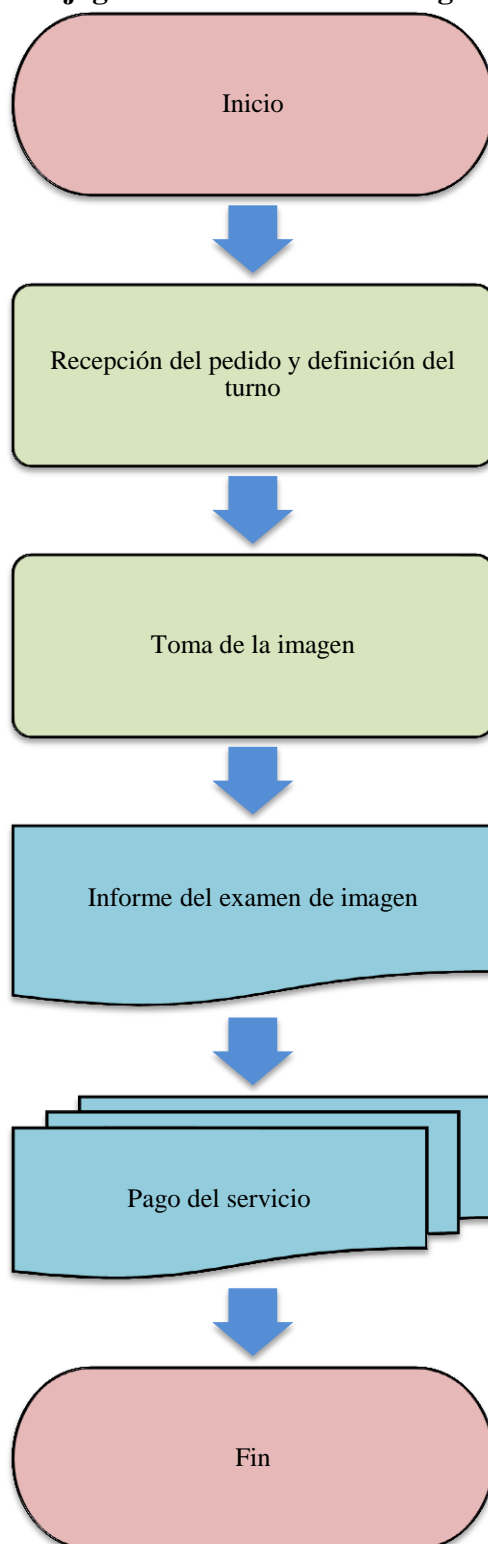 Inicio
Recepción del pedido y definición del
turno
Toma de la imagen
Informe del examen de imagen
Pago del servicio
Fin